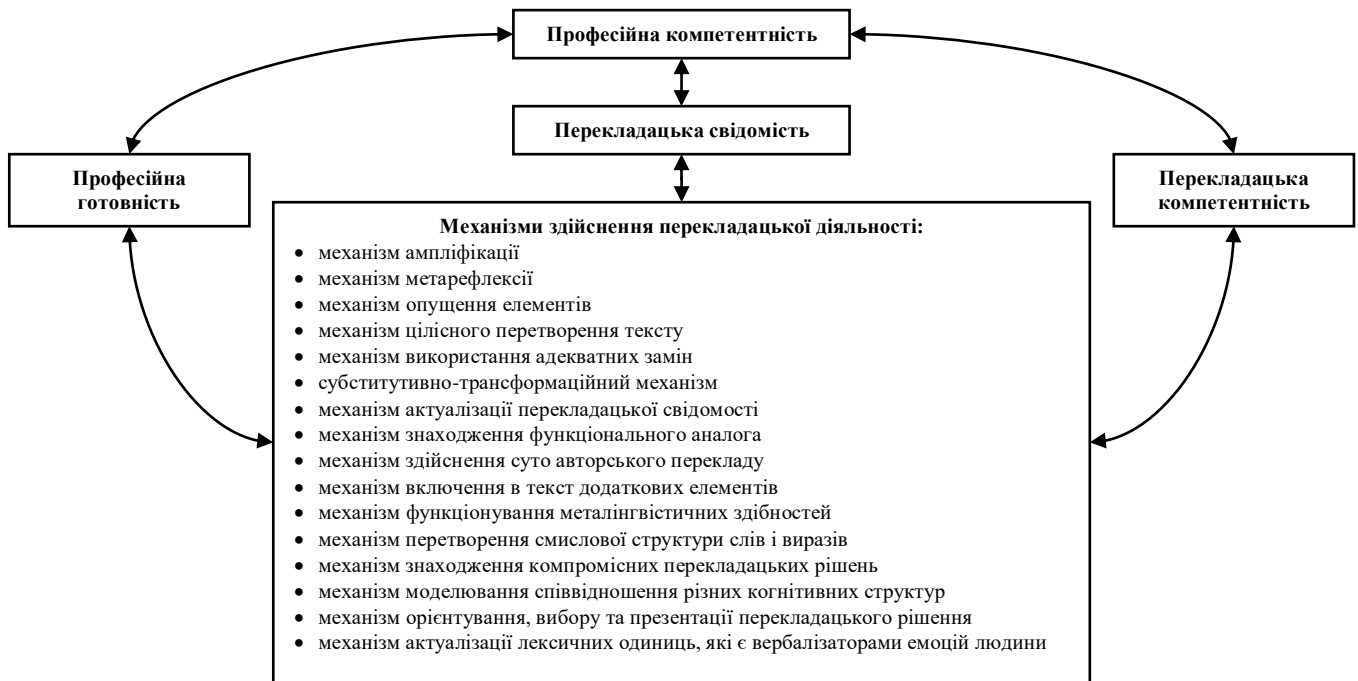 Професійна компетентність
Перекладацька свідомість
Професійна
готовність
Перекладацька
компетентність
Механізми здійснення перекладацької діяльності:
• механізм ампліфікації
• механізм метарефлексії
• механізм опущення елементів
• механізм цілісного перетворення тексту
• механізм використання адекватних замін
• субститутивно-трансформаційний механізм
• механізм актуалізації перекладацької свідомості
• механізм знаходження функціонального аналога
• механізм здійснення суто авторського перекладу
• механізм включення в текст додаткових елементів
• механізм функціонування металінгвістичних здібностей
• механізм перетворення смислової структури слів і виразів
• механізм знаходження компромісних перекладацьких рішень
• механізм моделювання співвідношення різних когнітивних структур
• механізм орієнтування, вибору та презентації перекладацького рішення
• механізм актуалізації лексичних одиниць, які є вербалізаторами емоцій людини